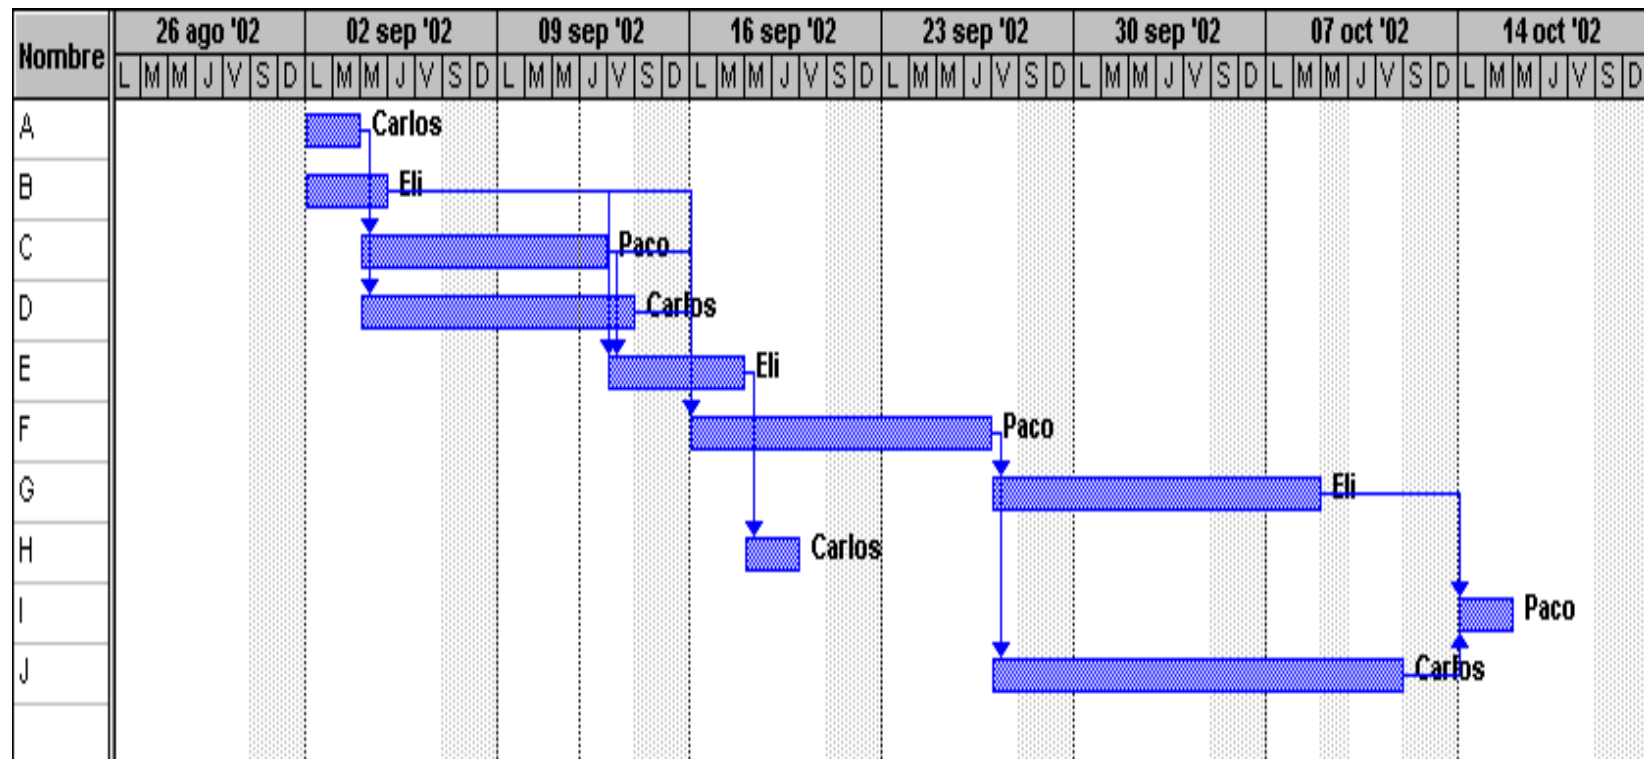 Nombre
26 ago '02 02 sep '02 09 sep '02 16 sep '02 23 sep '02 30 sep '02 07 oct '02 14 oct '02
L M M J V S D L M M J V S D L M M J V S D L M M J V S D L M M J V S D L M M J V S D L M M J V S D L M M J V S D
A Carlos
B Eli
C Paco
D Carlos
E Eli
F Paco
G Eli
H Carlos
I Paco
J Carlos